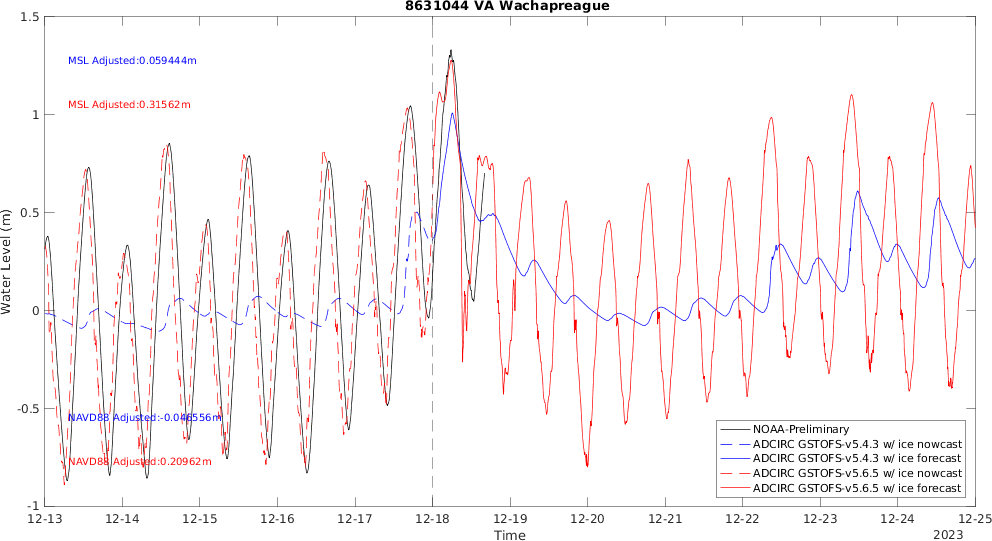 8631044 VA Wachapreague
1.5
1
0.5
0
-0.5
-1
Water Level (m)
MSL Adjusted:0.059444m
MSL Adjusted:0.31562m
NAVD88 Adjusted:-0.046556m
NAVD88 Adjusted:0.20962m
NOAA-Preliminary
ADCIRC GSTOFS-v5.4.3 w/ ice nowcast
ADCIRC GSTOFS-v5.4.3 w/ ice forecast
ADCIRC GSTOFS-v5.6.5 w/ ice nowcast
ADCIRC GSTOFS-v5.6.5 w/ ice forecast
12-13 12-14 12-15 12-16 12-17 12-18 12-19 12-20 12-21 12-22 12-23 12-24 12-25
Time
2023